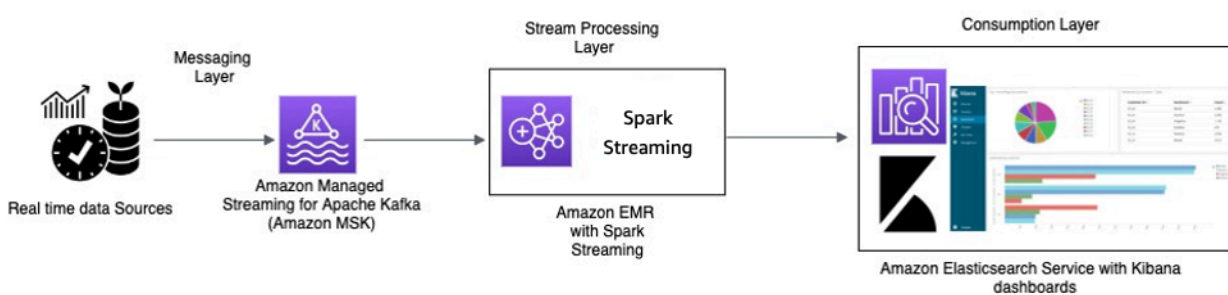 Messaging
Layer
Stream Processing
Layer
Consumption Layer
K
Spark
Streaming
Kibana
Real time data Sources
Amazon Managed
Streaming for Apache Kafka
(Amazon MSK)
Amazon EMR
with Spark
Streaming
Amazon Elasticsearch Service with Kibana
dashboards